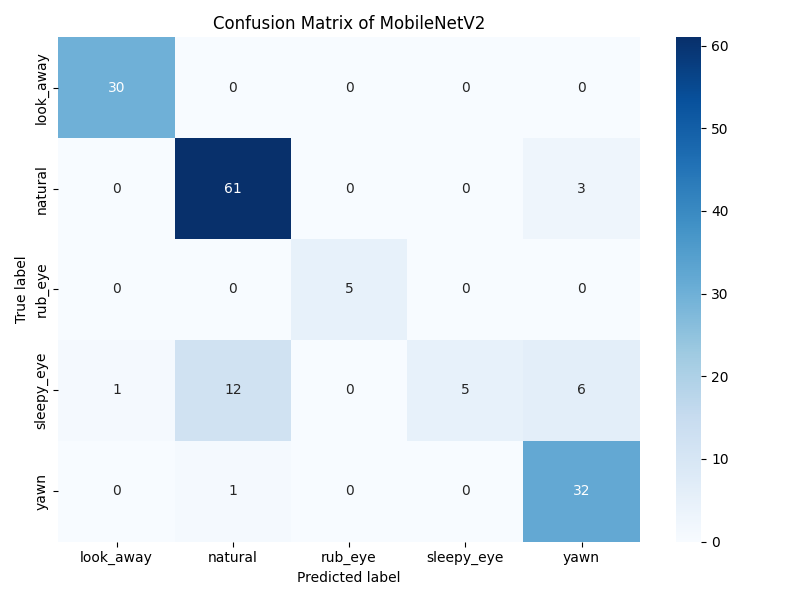 Confusion Matrix of MobileNetV2
look_away 30 0 0 0 0
natural 0 61 0 0 3
rub_eye 0 0 5 0 0
sleepy_eye 1 12 0 5 6
yawn 0 1 0 0 32
look_away natural rub_eye sleepy_eye yawn
Predicted label
True label
60
50
40
30
20
10
0